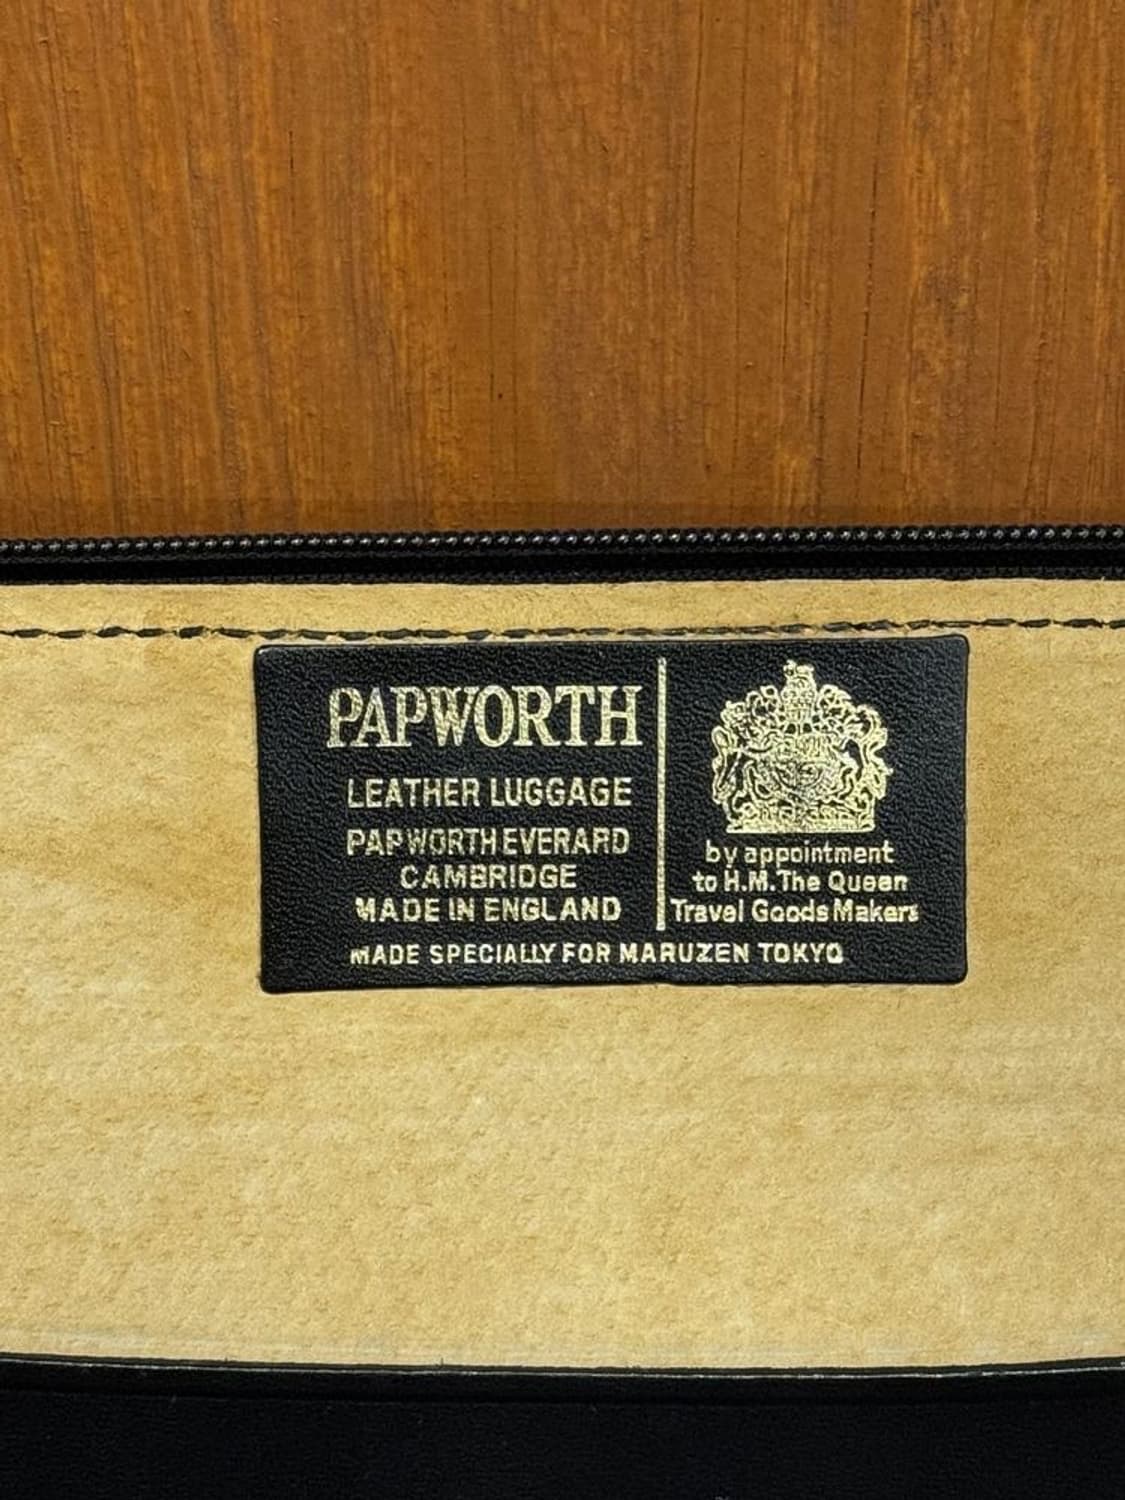 PAPWORTH
LEATHER LUGGAGE
PAPWORTH EVERARD
CAMBRIDGE
MADE IN ENGLAND
by appointment
to H.M. The Queen
Travel Goods Makers
MADE SPECIALLY FOR MARUZEN TOKYO